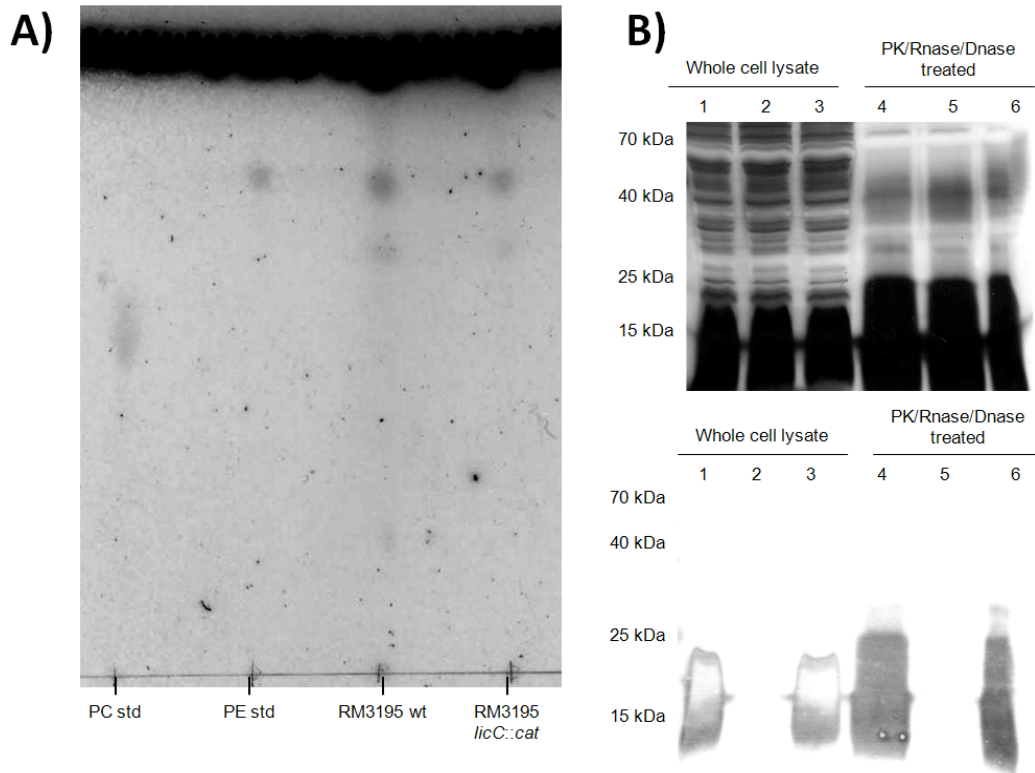 A)
PC std
PE std
RM3195 wt
RM3195
licC::cat
B)
Whole cell lysate
PK/Rnase/Dnase
treated
1 2 3 4 5 6
70 kDa
40 kDa
25 kDa
15 kDa
Whole cell lysate
PK/Rnase/Dnase
treated
1 2 3 4 5 6
70 kDa
40 kDa
25 kDa
15 kDa